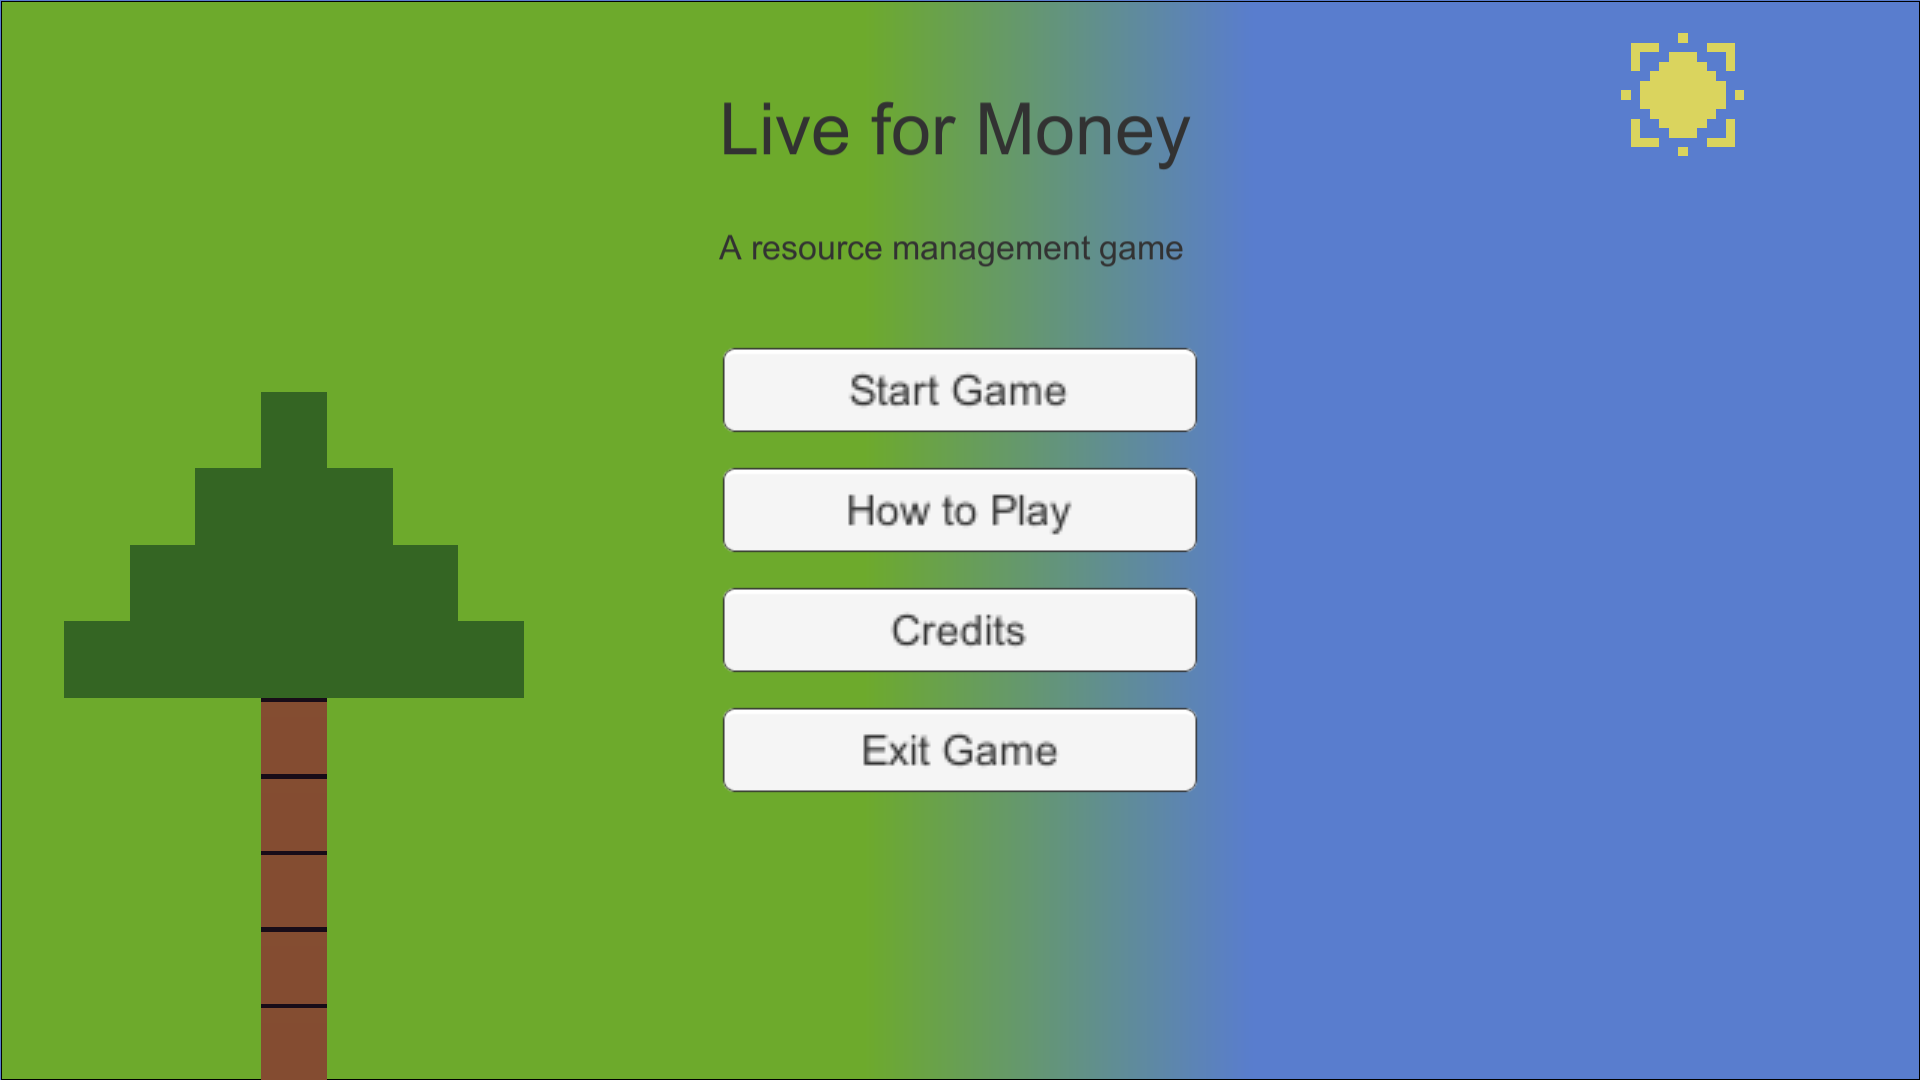 Live for Money
A resource management game
Start Game
How to Play
Credits
Exit Game